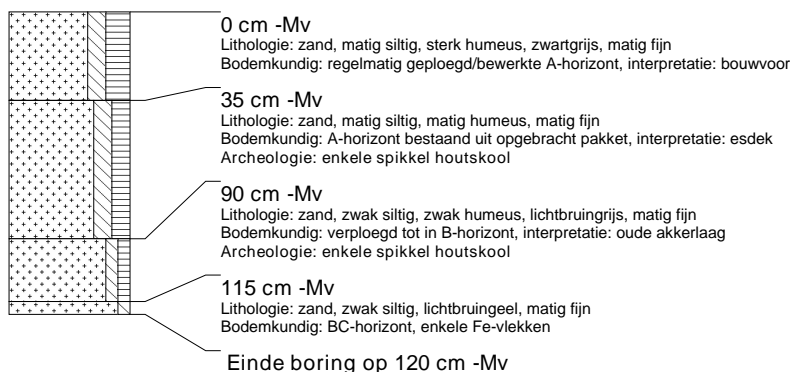 0 cm -Mv
Lithologie: zand, matig siltig, sterk humeus, zwartgrijs, matig fijn
Bodemkundig: regelmatig geploegd/bewerkte A-horizont, interpretatie: bouwvoor
35 cm -Mv
Lithologie: zand, matig siltig, matig humeus, matig fijn
Bodemkundig: A-horizont bestaand uit opgebracht pakket, interpretatie: esdek
Archeologie: enkele spikkel houtskool
90 cm -Mv
Lithologie: zand, zwak siltig, zwak humeus, lichtbruingrijs, matig fijn
Bodemkundig: verploegd tot in B-horizont, interpretatie: oude akkerlaag
Archeologie: enkele spikkel houtskool
115 cm -Mv
Lithologie: zand, zwak siltig, lichtbruingeel, matig fijn
Bodemkundig: BC-horizont, enkele Fe-vlekken
Einde boring op 120 cm -Mv